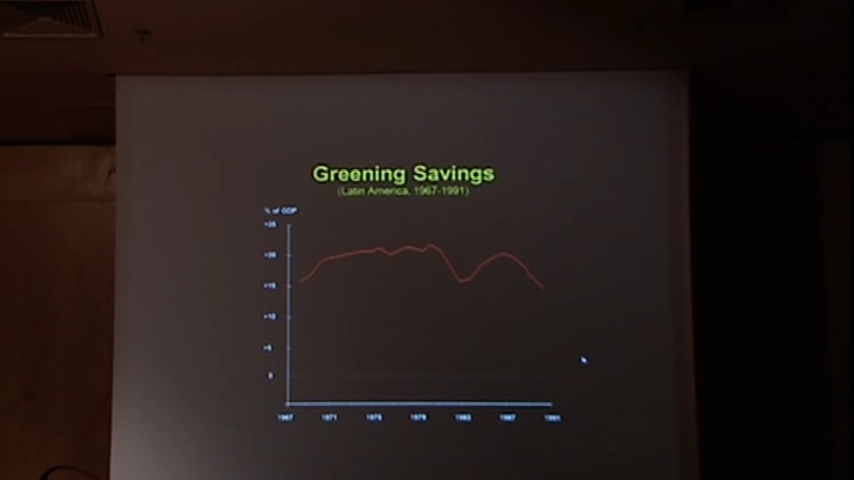 Greening Savings
(Latin America, 1967-1991)
% of GDP
+25
+20
+15
+10
+5
0
1967 1971 1975 1979 1983 1987 1991